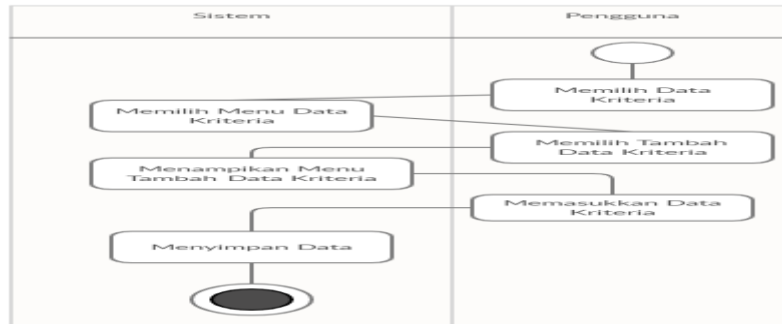 Sistem
Pengguna
Memilih Data
Kriteria
Memilih Menu Data
Kriteria
Memilih Tambah
Data Kriteria
Menampikan Menu
Tambah Data Kriteria
Memasukkan Data
Kriteria
Menyimpan Data